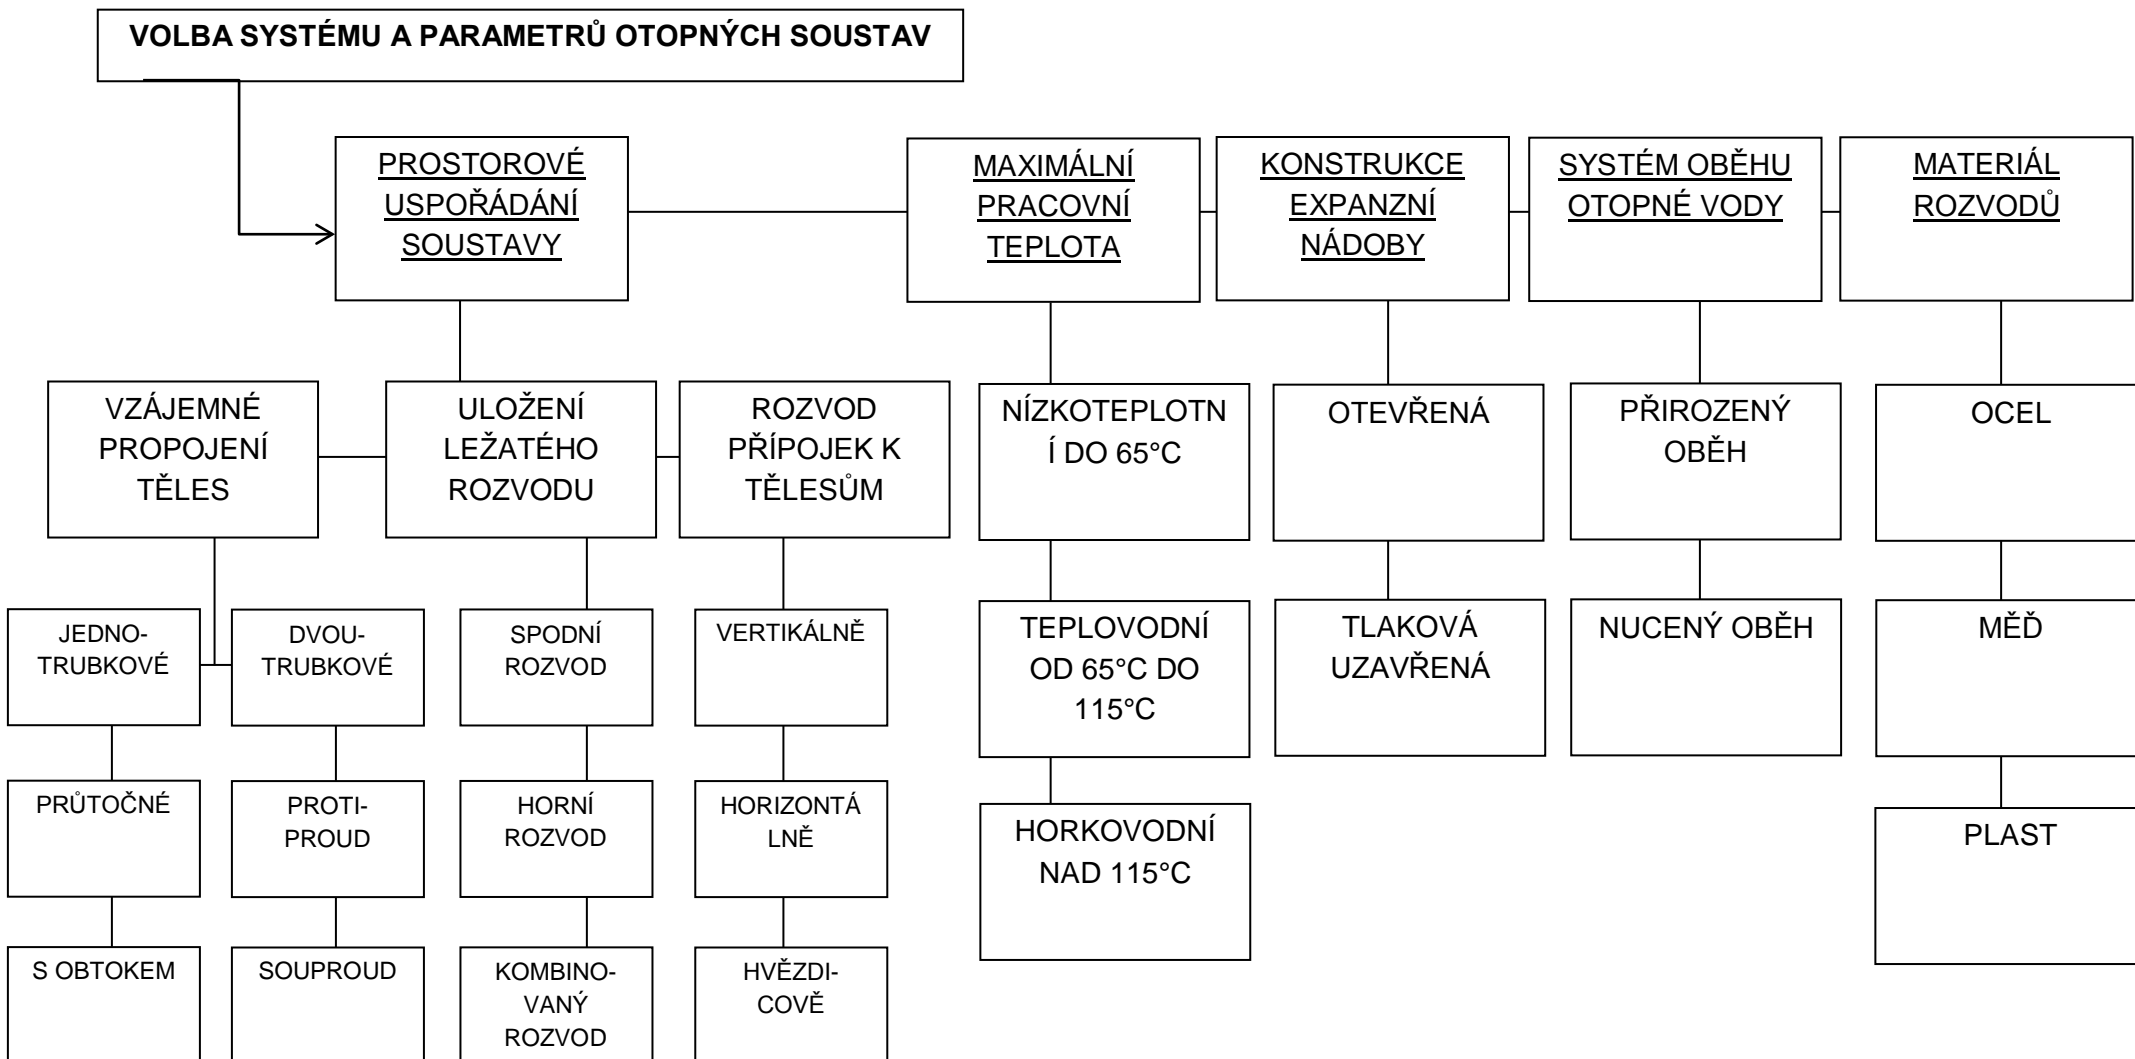 VOLBA SYSTÉMU A PARAMETRŮ OTOPNÝCH SOUSTAV
PROSTOROVÉ
USPOŘÁDÁNÍ
SOUSTAVY
MAXIMÁLNÍ
PRACOVNÍ
TEPLOTA
KONSTRUKCE
EXPANZNÍ
NÁDOBY
SYSTÉM OBĚHU
OTOPNÉ VODY
MATERIÁL
ROZVODŮ
VZÁJEMNÉ
PROPOJENÍ
TĚLES
ULOŽENÍ
LEŽATÉHO
ROZVODU
ROZVOD
PŘÍPOJEK K
TĚLESŮM
NÍZKOTEPLOTN
Í DO 65°C
OTEVŘENÁ
PŘIROZENÝ
OBĚH
OCEL
JEDNO-
TRUBKOVÉ
DVOU-
TRUBKOVÉ
SPODNÍ
ROZVOD
VERTIKÁLNĚ
TEPLOVODNÍ
OD 65°C DO
115°C
TLAKOVÁ
UZAVŘENÁ
NUCENÝ OBĚH
MĚĎ
PRŮTOČNÉ
PROTI-
PROUD
HORNÍ
ROZVOD
HORIZONTÁ
LNĚ
HORKOVODNÍ
NAD 115°C
PLAST
S OBTOKEM
SOUPROUD
KOMBINO-
VANÝ
ROZVOD
HVĚZDI-
COVĚ